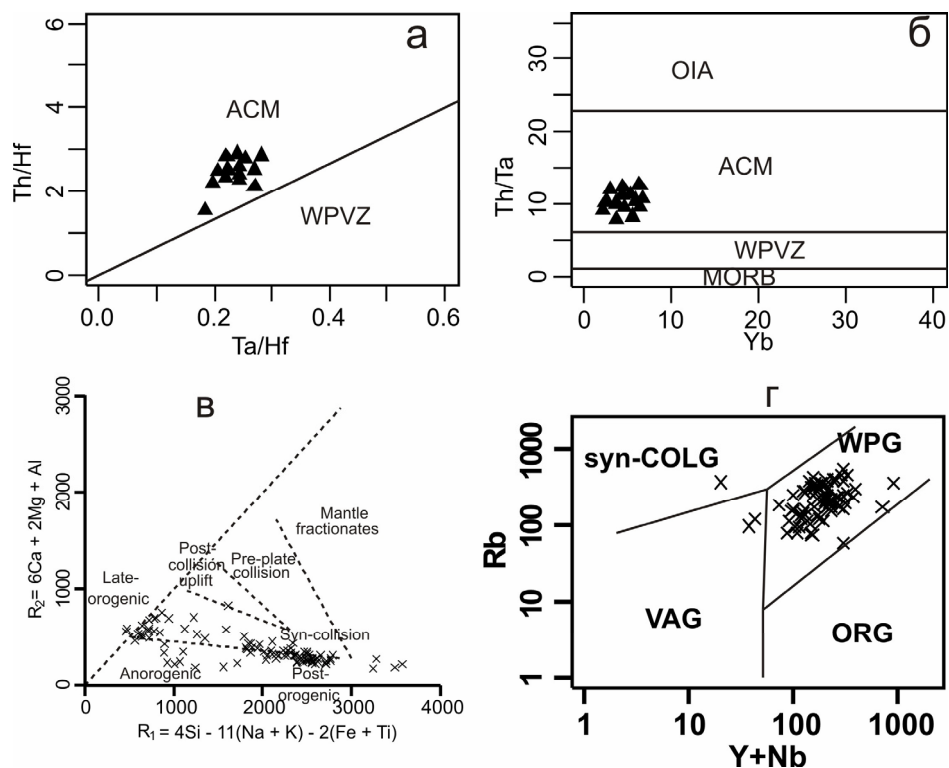 а
ACM
WPVZ
6
4
2
0
Th/Hf
0.0 0.2 0.4 0.6
Ta/Hf
б
OIA
ACM
WPVZ
MORB
30
20
10
0
Th/Ta
0 10 20 30 40
Yb
в
3000
2000
1000
0
R₂= 6Ca + 2Mg + Al
Mantle
fractionates
Post-
collision
uplift
Pre-plate
collision
Late-
orogenic
Syn-collision
Anorogenic
Post-
orogenic
0 1000 2000 3000 4000
R₁ = 4Si - 11(Na + K) - 2(Fe + Ti)
г
syn-COLG
WPG
VAG
ORG
1000
100
10
1
Rb
1 10 100 1000
Y+Nb